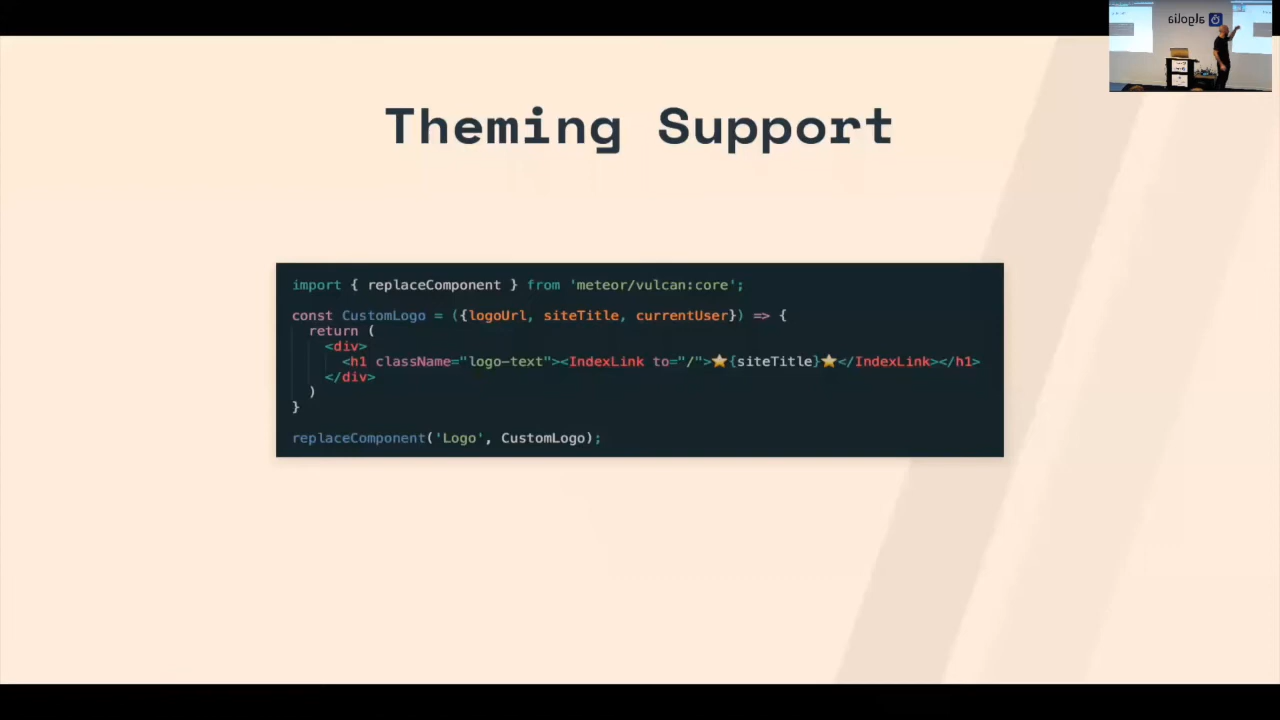 algolia
Theming Support
import { replaceComponent } from 'meteor/vulcan:core';
const CustomLogo = ({logoUrl, siteTitle, currentUser}) => {
return (
<div>
<h1 className="logo-text"><IndexLink to="/">⭐{siteTitle}⭐</IndexLink></h1>
</div>
)
}
replaceComponent('Logo', CustomLogo);